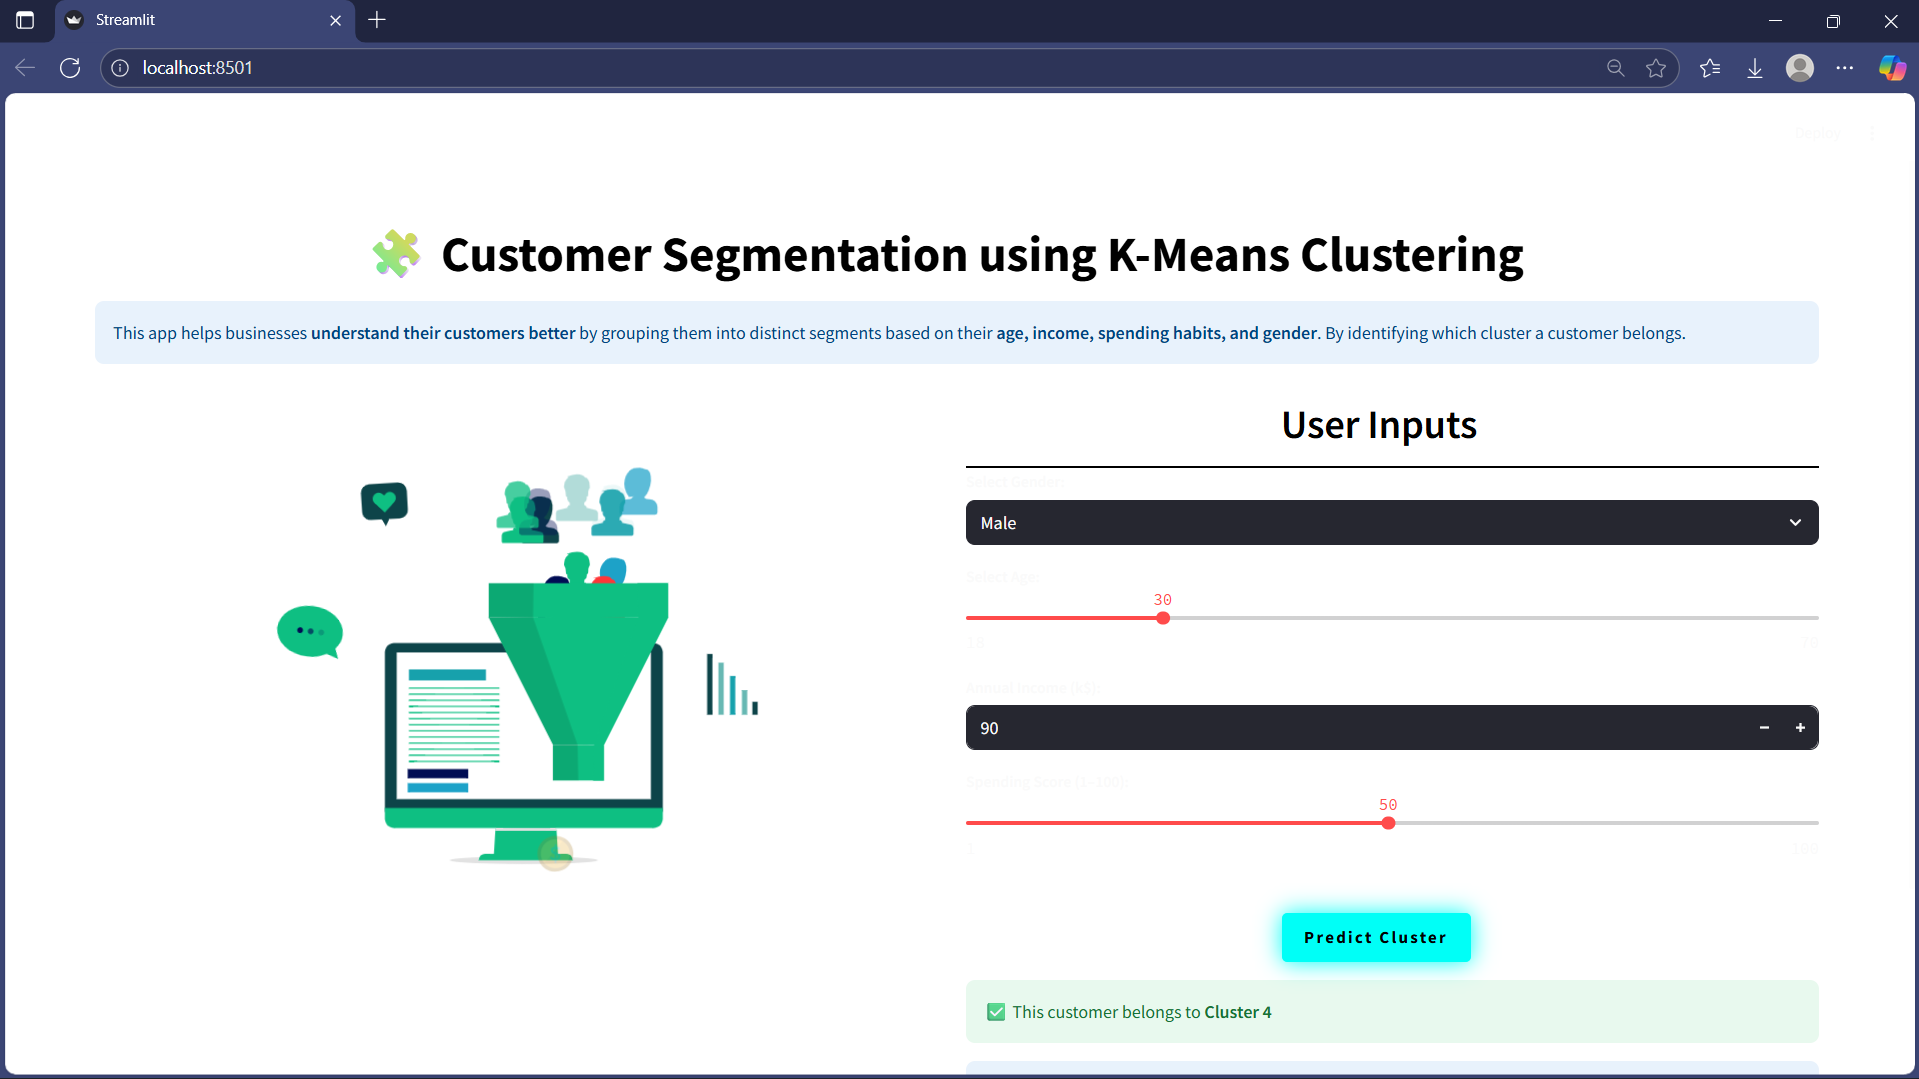 Streamlit
localhost:8501
Deploy
Customer Segmentation using K-Means Clustering
This app helps businesses understand their customers better by grouping them into distinct segments based on their age, income, spending habits, and gender. By identifying which cluster a customer belongs.
User Inputs
Select Gender:
Male
Select Age:
30
18
Annual Income (k$):
90
Spending Score (1-100):
50
1
100
Predict Cluster
This customer belongs to Cluster 4